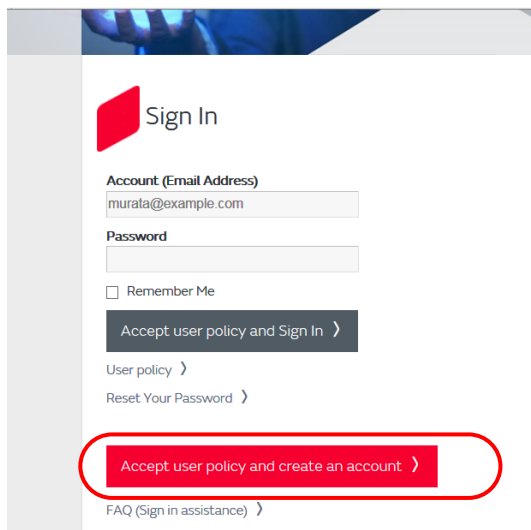 Sign In
Account (Email Address)
murata@example.com
Password
Remember Me
Accept user policy and Sign In 〉
User policy 〉
Reset Your Password 〉
Accept user policy and create an account 〉
FAQ (Sign in assistance) 〉